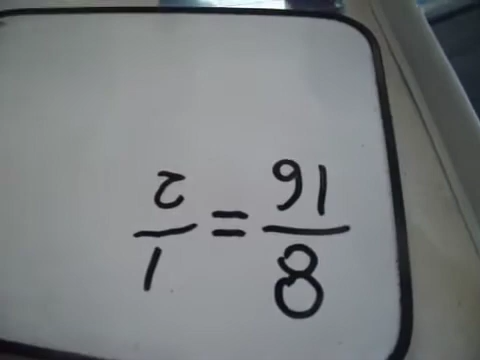 8/16 = 1/2